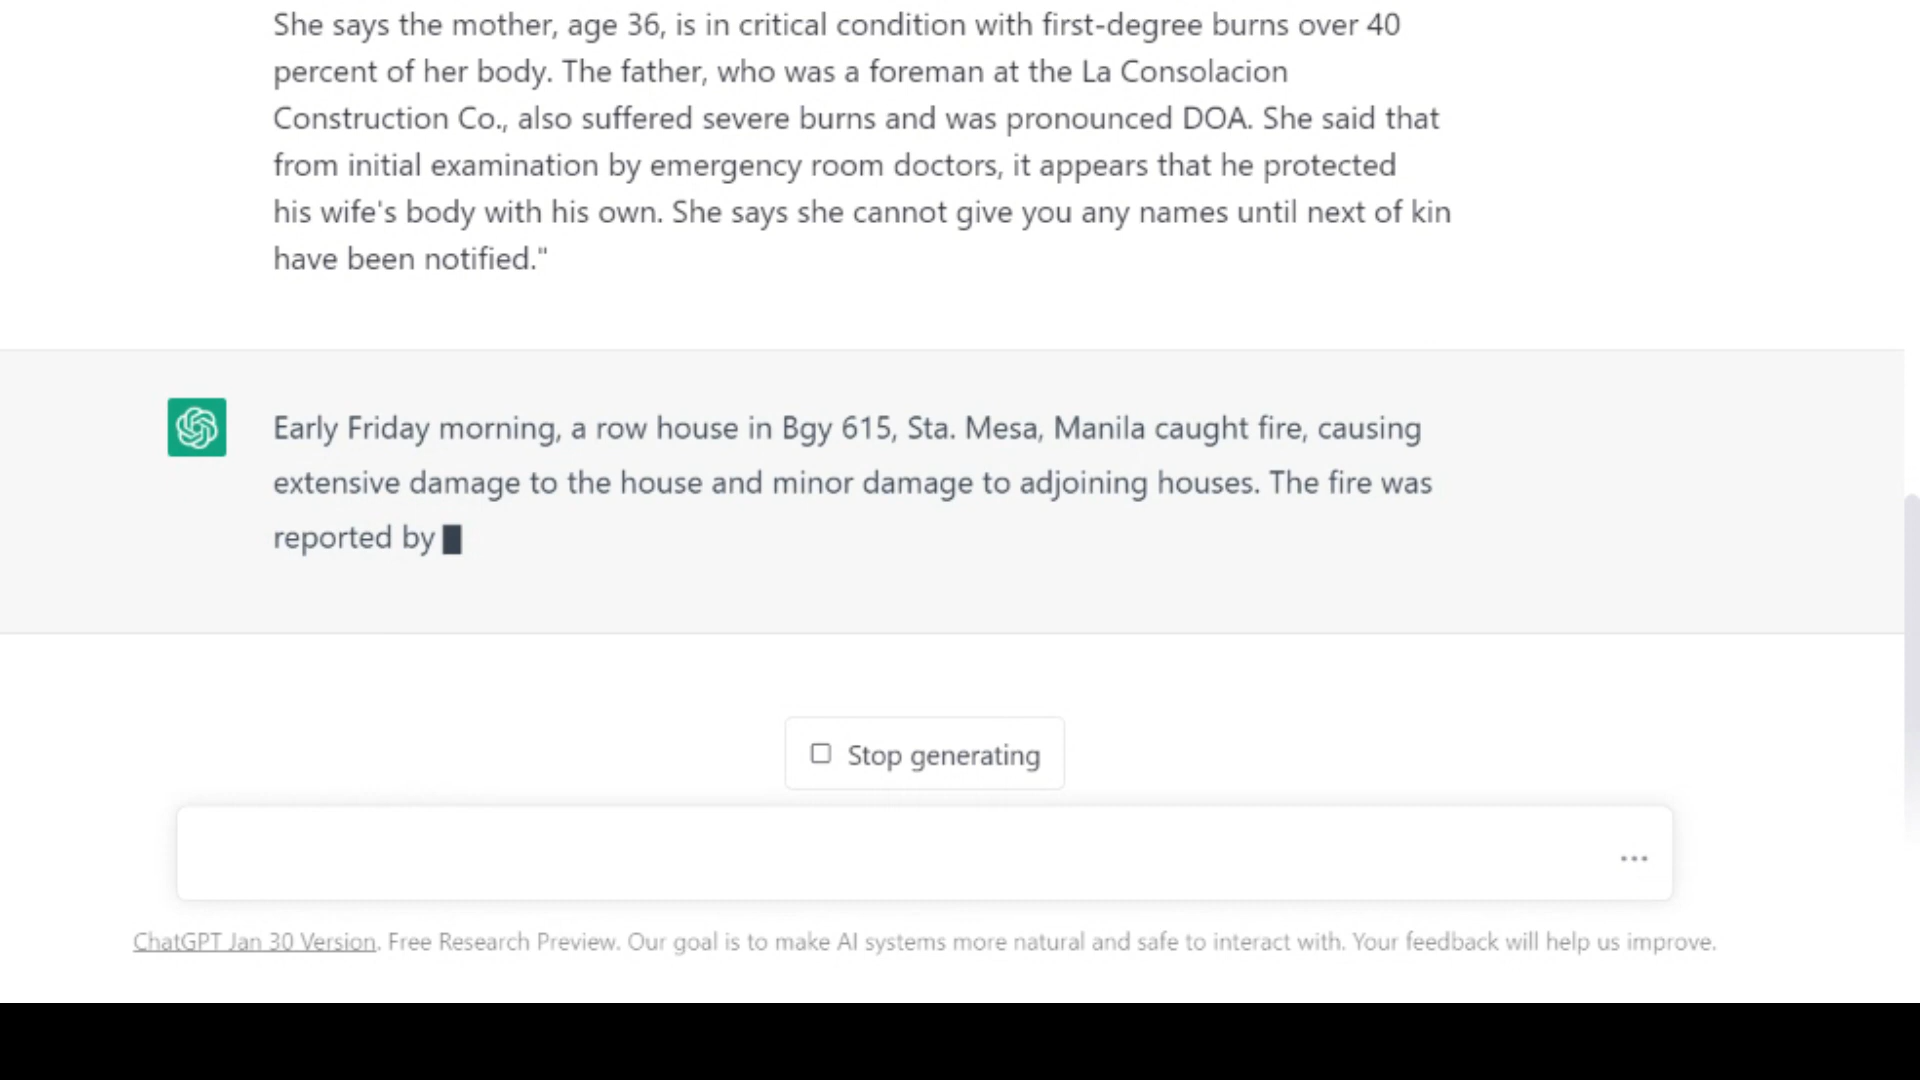 She says the mother, age 36, is in critical condition with first-degree burns over 40
percent of her body. The father, who was a foreman at the La Consolacion
Construction Co., also suffered severe burns and was pronounced DOA. She said that
from initial examination by emergency room doctors, it appears that he protected
his wife's body with his own. She says she cannot give you any names until next of kin
have been notified."
Early Friday morning, a row house in Bgy 615, Sta. Mesa, Manila caught fire, causing
extensive damage to the house and minor damage to adjoining houses. The fire was
reported by
Stop generating
ChatGPT Jan 30 Version. Free Research Preview. Our goal is to make AI systems more natural and safe to interact with. Your feedback will help us improve.